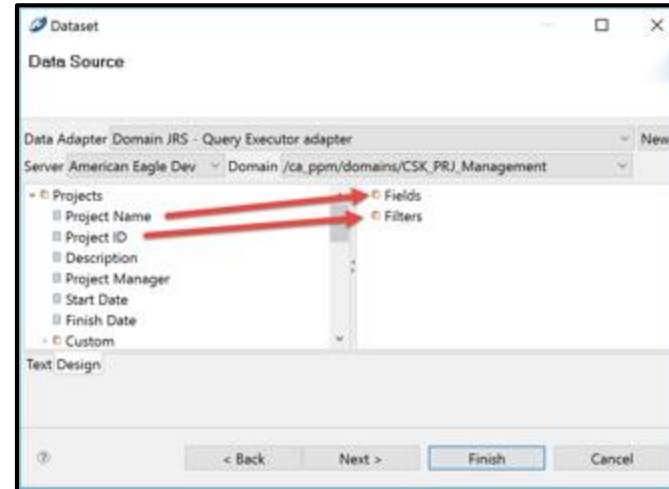 Dataset
Data Source
Data Adapter Domain JRS - Query Executor adapter New
Server American Eagle Dev Domain /ca_ppm/domains/CSK_PRJ_Management
Projects
Project Name
Project ID
Description
Project Manager
Start Date
Finish Date
Custom
Fields
Filters
Text Design
< Back Next > Finish Cancel